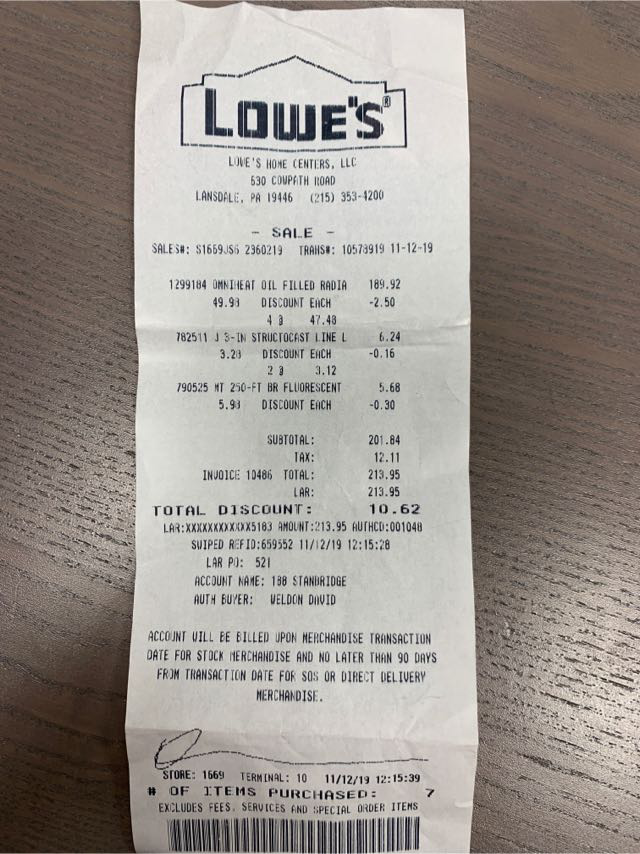 LOWE'S®
LOWE'S HOME CENTERS, LLC
630 COWPATH ROAD
LANSDALE, PA 19446 (215) 353-4200
- SALE -
SALES#: S1669JS6 2360219 TRANS#: 10578919 11-12-19
1299184 OMNIHEAT OIL FILLED RADIA 189.92
49.98 DISCOUNT EACH -2.50
4 @ 47.48
782511 J 3-IN STRUCTOCAST LINE L 6.24
3.28 DISCOUNT EACH -0.16
2 @ 3.12
790525 MT 250-FT BR FLUORESCENT 5.68
5.98 DISCOUNT EACH -0.30
SUBTOTAL: 201.84
TAX: 12.11
INVOICE 10486 TOTAL: 213.95
LAR: 213.95
TOTAL DISCOUNT: 10.62
LAR:XXXXXXXXXXXX5183 AMOUNT:213.95 AUTHCD:001048
SWIPED REFID:659552 11/12/19 12:15:28
LAR PO: 521
ACCOUNT NAME: 188 STANBRIDGE
AUTH BUYER: WELDON DAVID
ACCOUNT WILL BE BILLED UPON MERCHANDISE TRANSACTION
DATE FOR STOCK MERCHANDISE AND NO LATER THAN 90 DAYS
FROM TRANSACTION DATE FOR SOS OR DIRECT DELIVERY
MERCHANDISE.
STORE: 1669 TERMINAL: 10 11/12/19 12:15:39
# OF ITEMS PURCHASED: 7
EXCLUDES FEES, SERVICES AND SPECIAL ORDER ITEMS